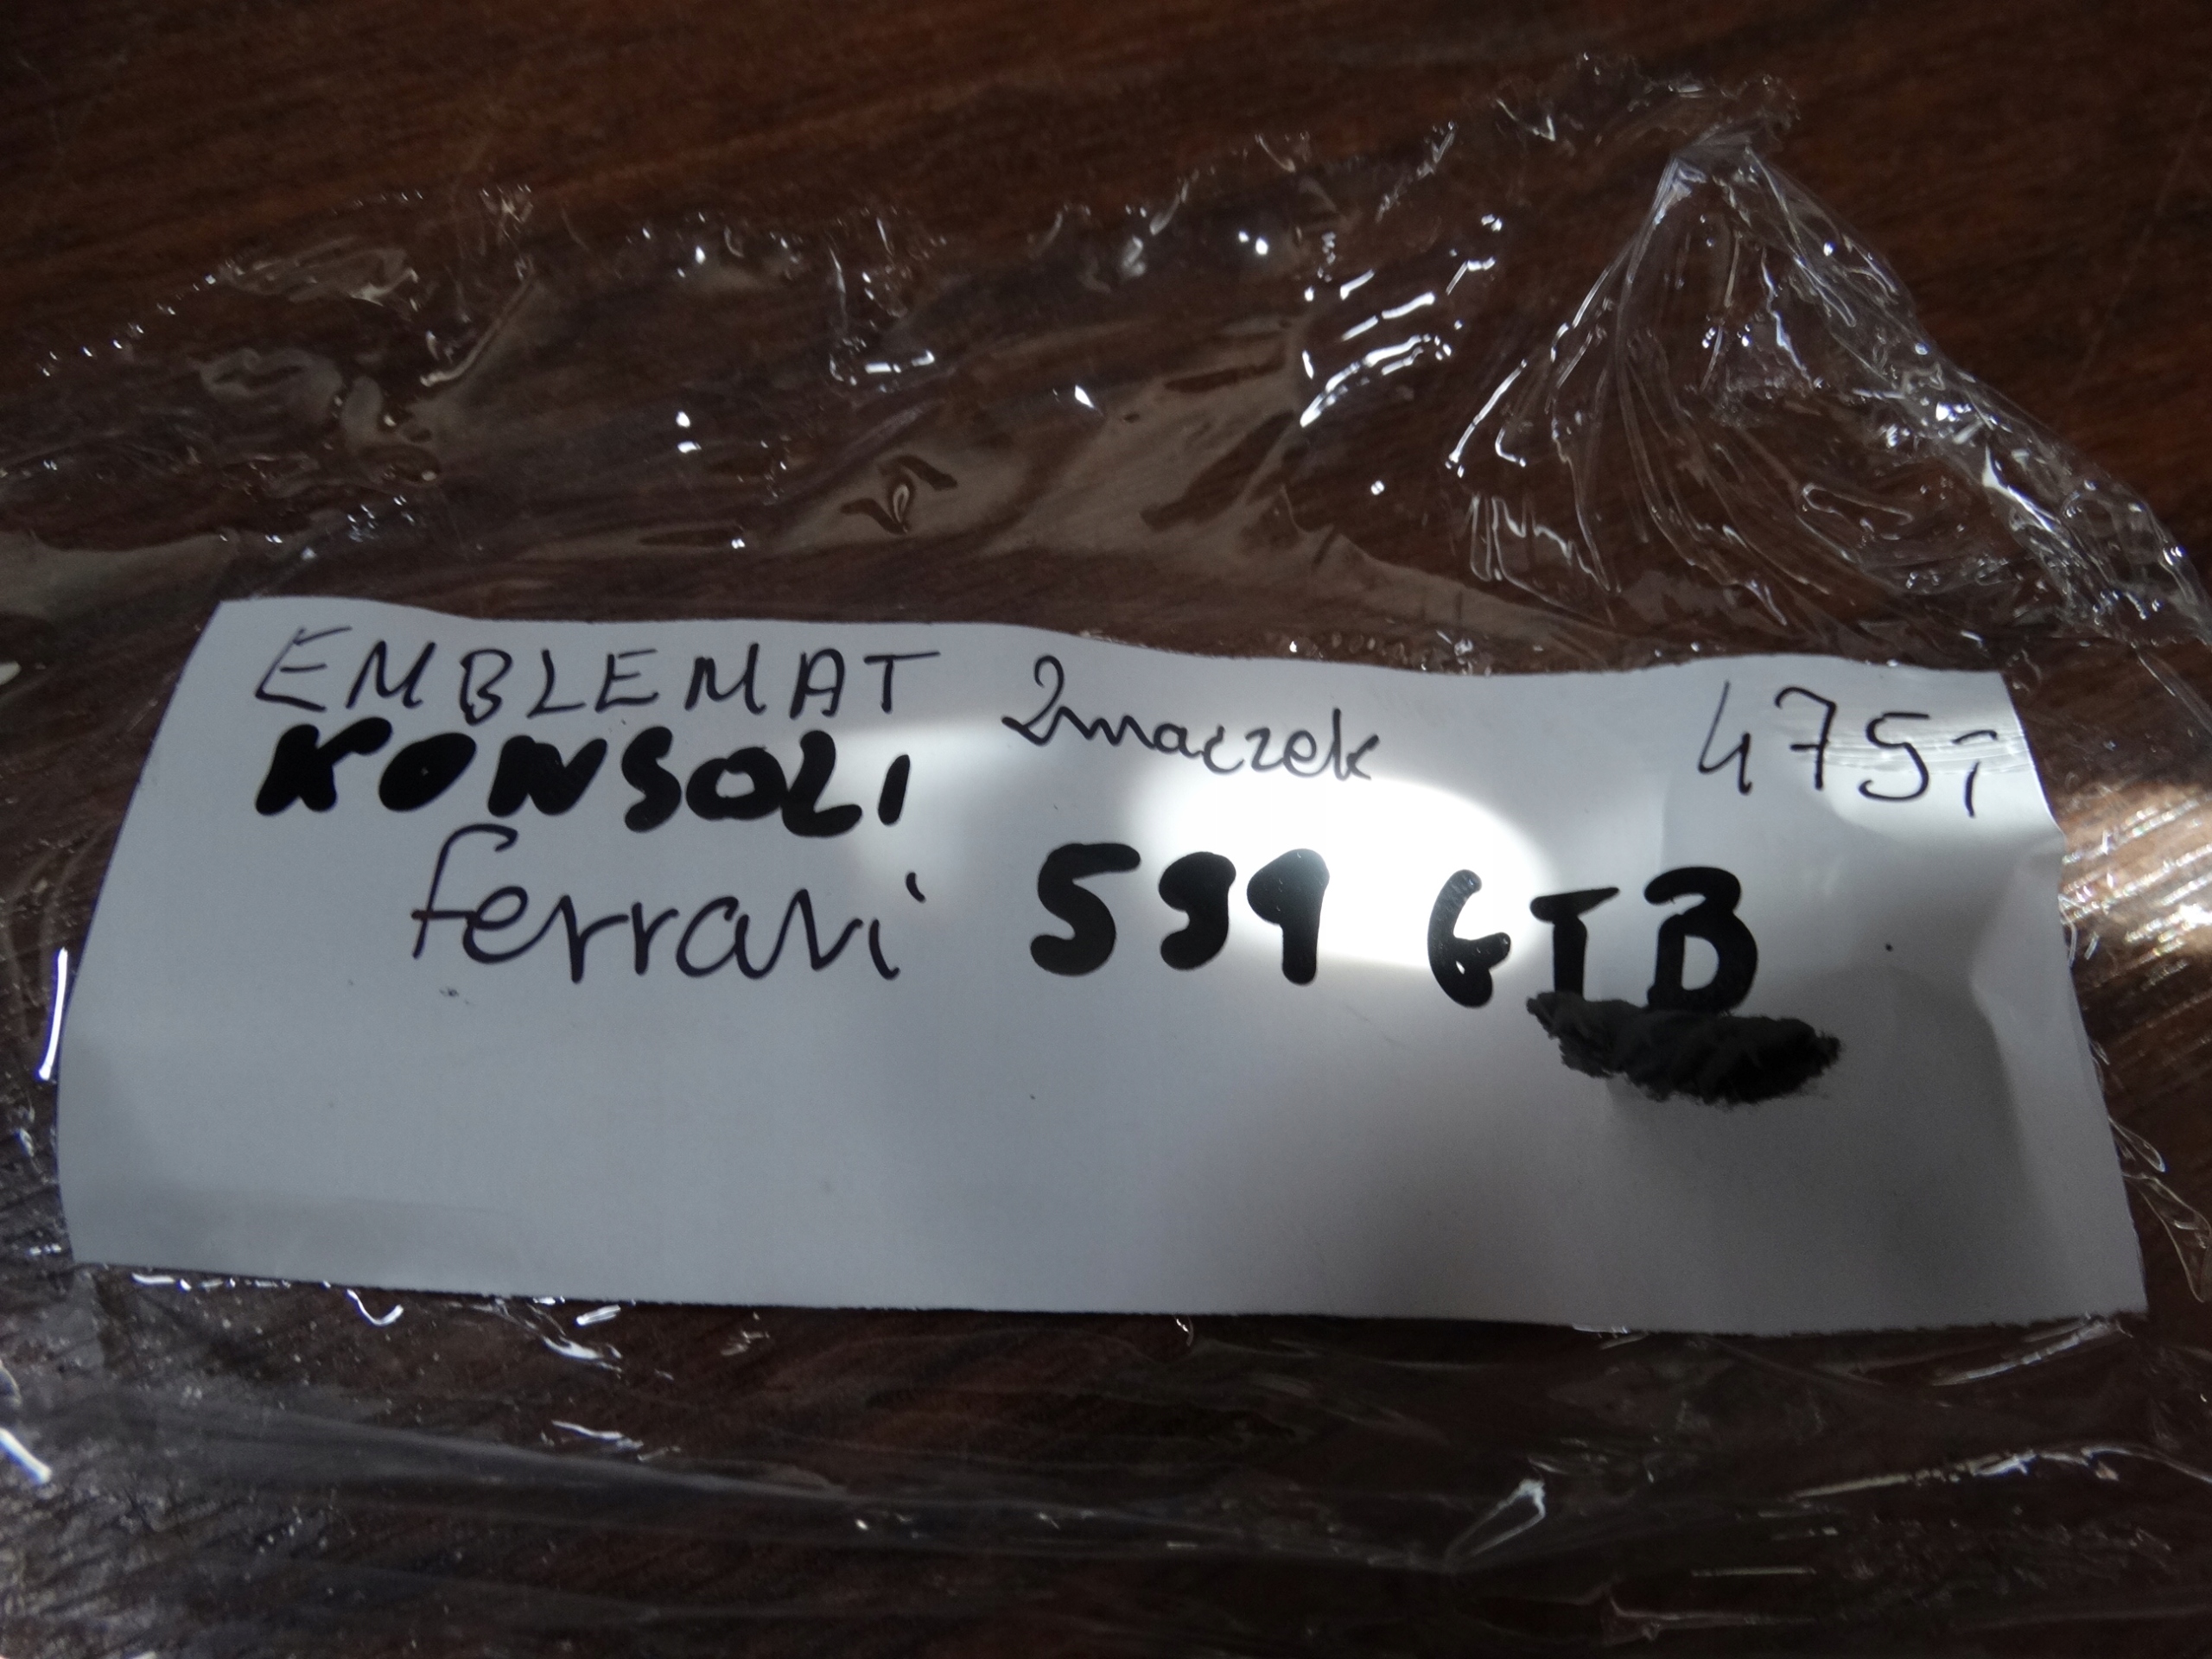 EMBLEMAT Znaczek 475,-
KONSOLI
ferrari 599 GTB